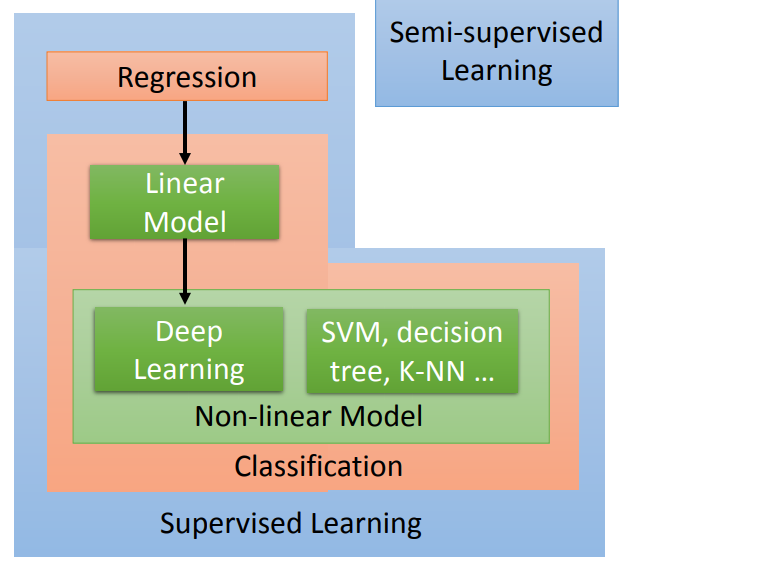 Semi-supervised
Learning
Regression
Linear
Model
Deep
Learning
SVM, decision
tree, K-NN ...
Non-linear Model
Classification
Supervised Learning